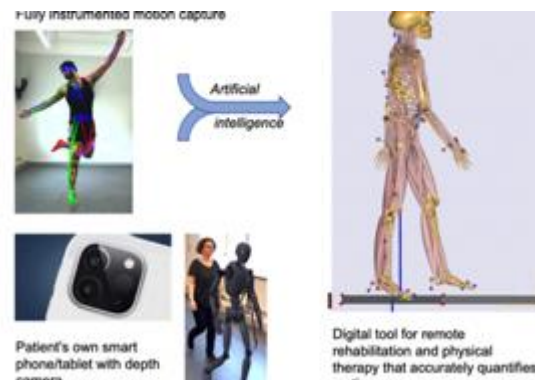 Fully instrumented motion capture
Artificial
intelligence
Patient's own smart
phone/tablet with depth
camera
Digital tool for remote
rehabilitation and physical
therapy that accurately quantifies